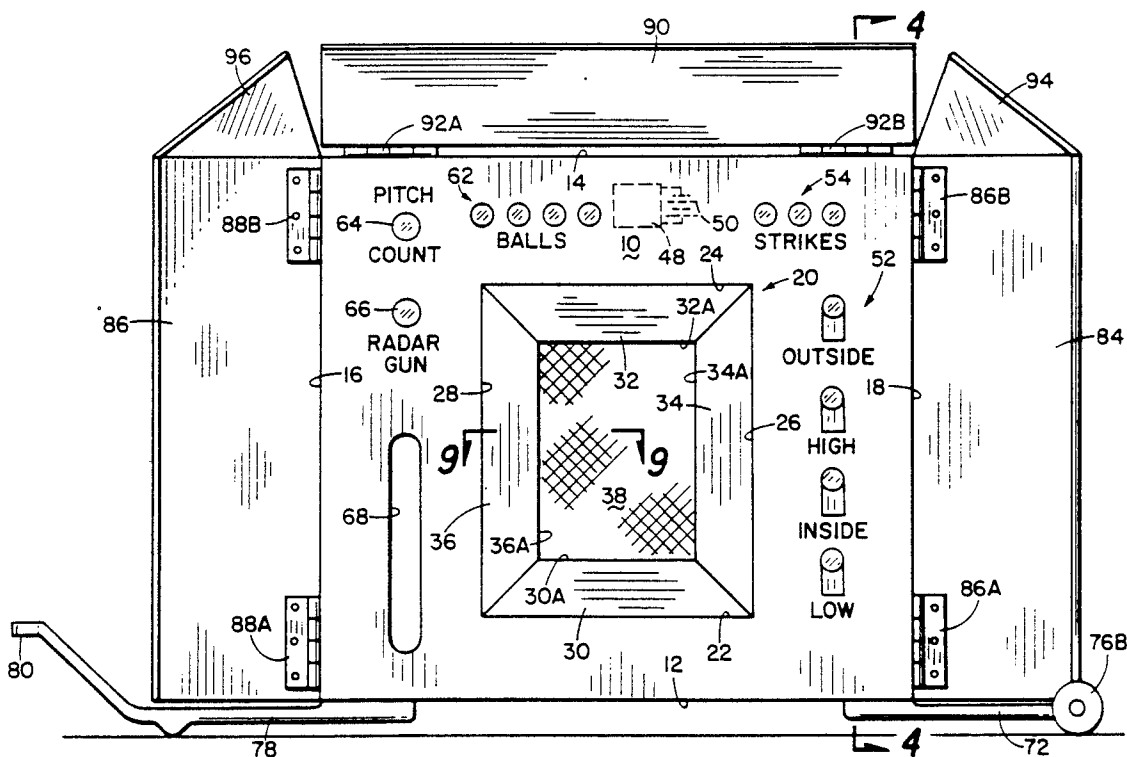 4
90
96
94
92A
92B
14
PITCH
62
54
86B
88B
64
50
BALLS
STRIKES
COUNT
10
48
52
24
20
86
66
32A
84
RADAR
GUN
OUTSIDE
16
32
34A
18
28
34
26
9
9
HIGH
68
38
36
36A
INSIDE
30A
88A
LOW
86A
80
30
12
22
76B
78
4
72